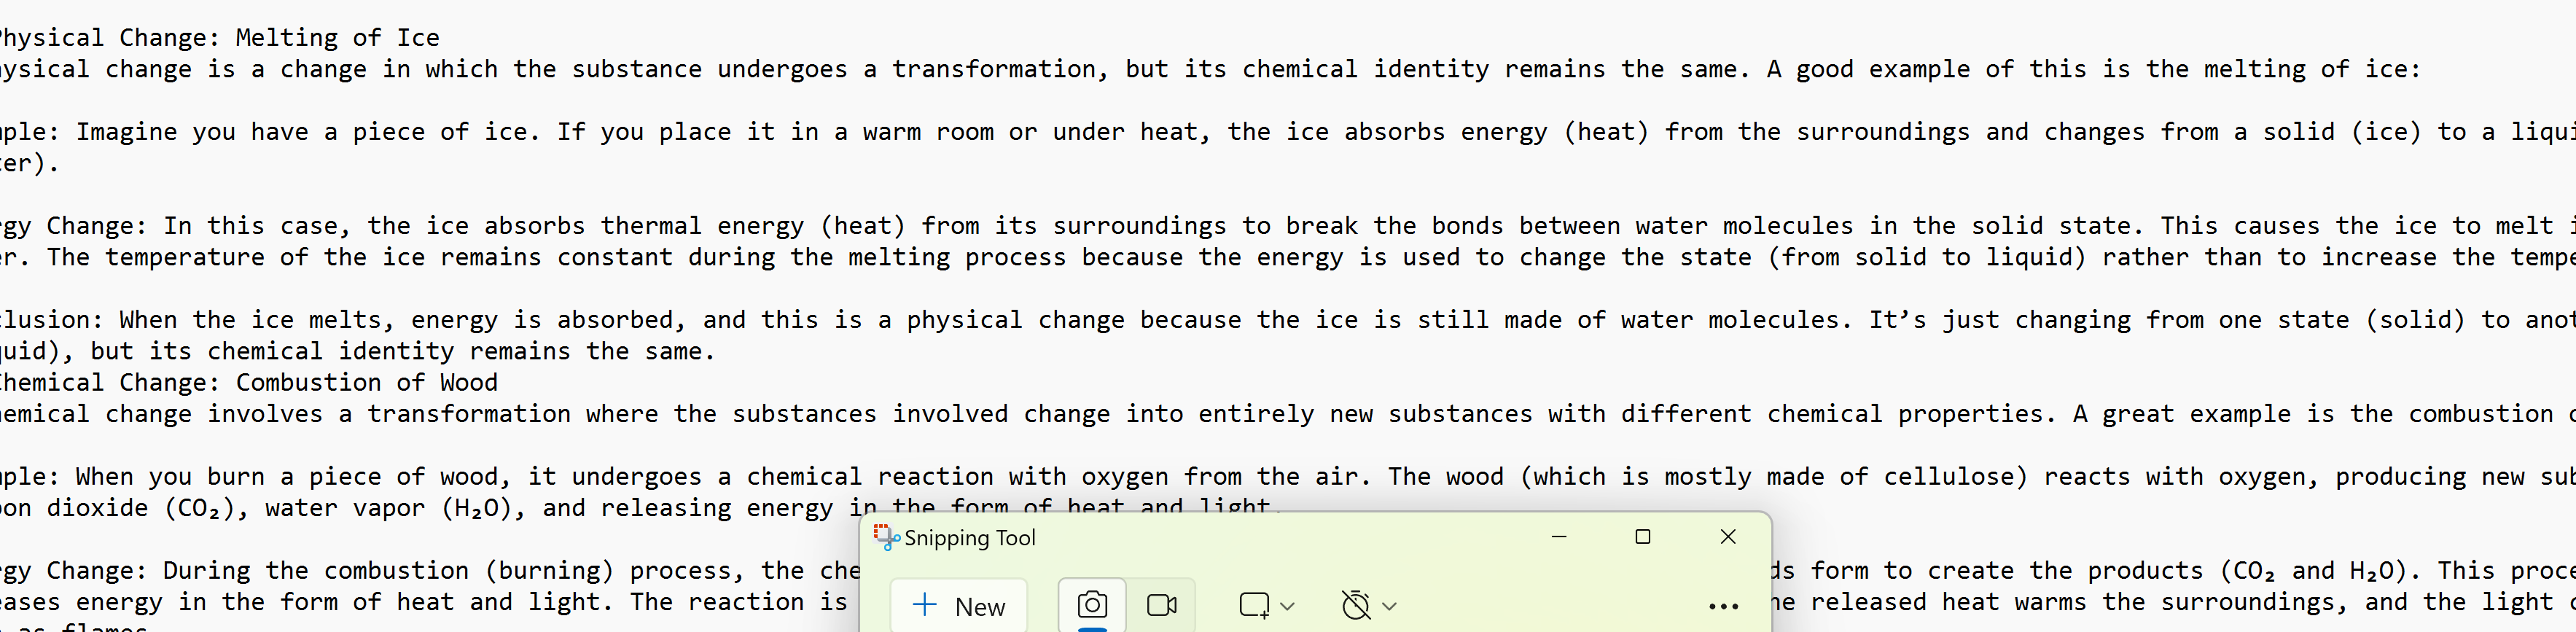 Physical Change: Melting of Ice
ysical change is a change in which the substance undergoes a transformation, but its chemical identity remains the same. A good example of this is the melting of ice:
ple: Imagine you have a piece of ice. If you place it in a warm room or under heat, the ice absorbs energy (heat) from the surroundings and changes from a solid (ice) to a liqui
er).
gy Change: In this case, the ice absorbs thermal energy (heat) from its surroundings to break the bonds between water molecules in the solid state. This causes the ice to melt i
r. The temperature of the ice remains constant during the melting process because the energy is used to change the state (from solid to liquid) rather than to increase the tempe
clusion: When the ice melts, energy is absorbed, and this is a physical change because the ice is still made of water molecules. It’s just changing from one state (solid) to anot
quid), but its chemical identity remains the same.
Chemical Change: Combustion of Wood
emical change involves a transformation where the substances involved change into entirely new substances with different chemical properties. A great example is the combustion o
ple: When you burn a piece of wood, it undergoes a chemical reaction with oxygen from the air. The wood (which is mostly made of cellulose) reacts with oxygen, producing new sub
on dioxide (CO₂), water vapor (H₂O), and releasing energy in the form of heat and light.
Snipping Tool
gy Change: During the combustion (burning) process, the che
ds form to create the products (CO₂ and H₂O). This proce
eases energy in the form of heat and light. The reaction is
he released heat warms the surroundings, and the light o
New
as flames